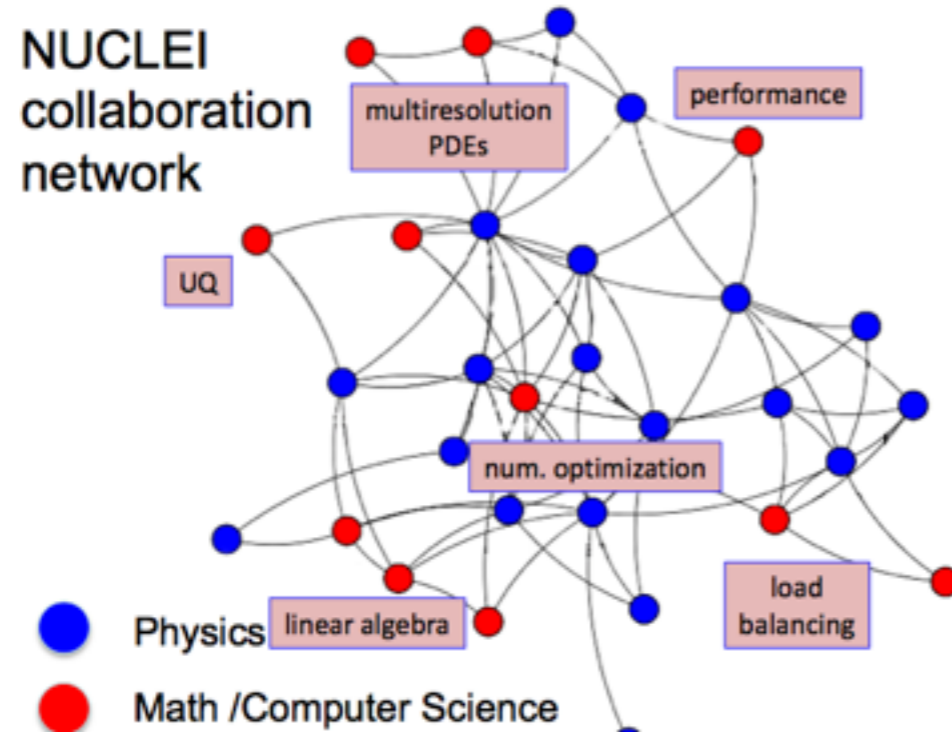 NUCLEI
collaboration
network
multiresolution
PDEs
performance
UQ
num. optimization
load
balancing
linear algebra
Physics
Math /Computer Science